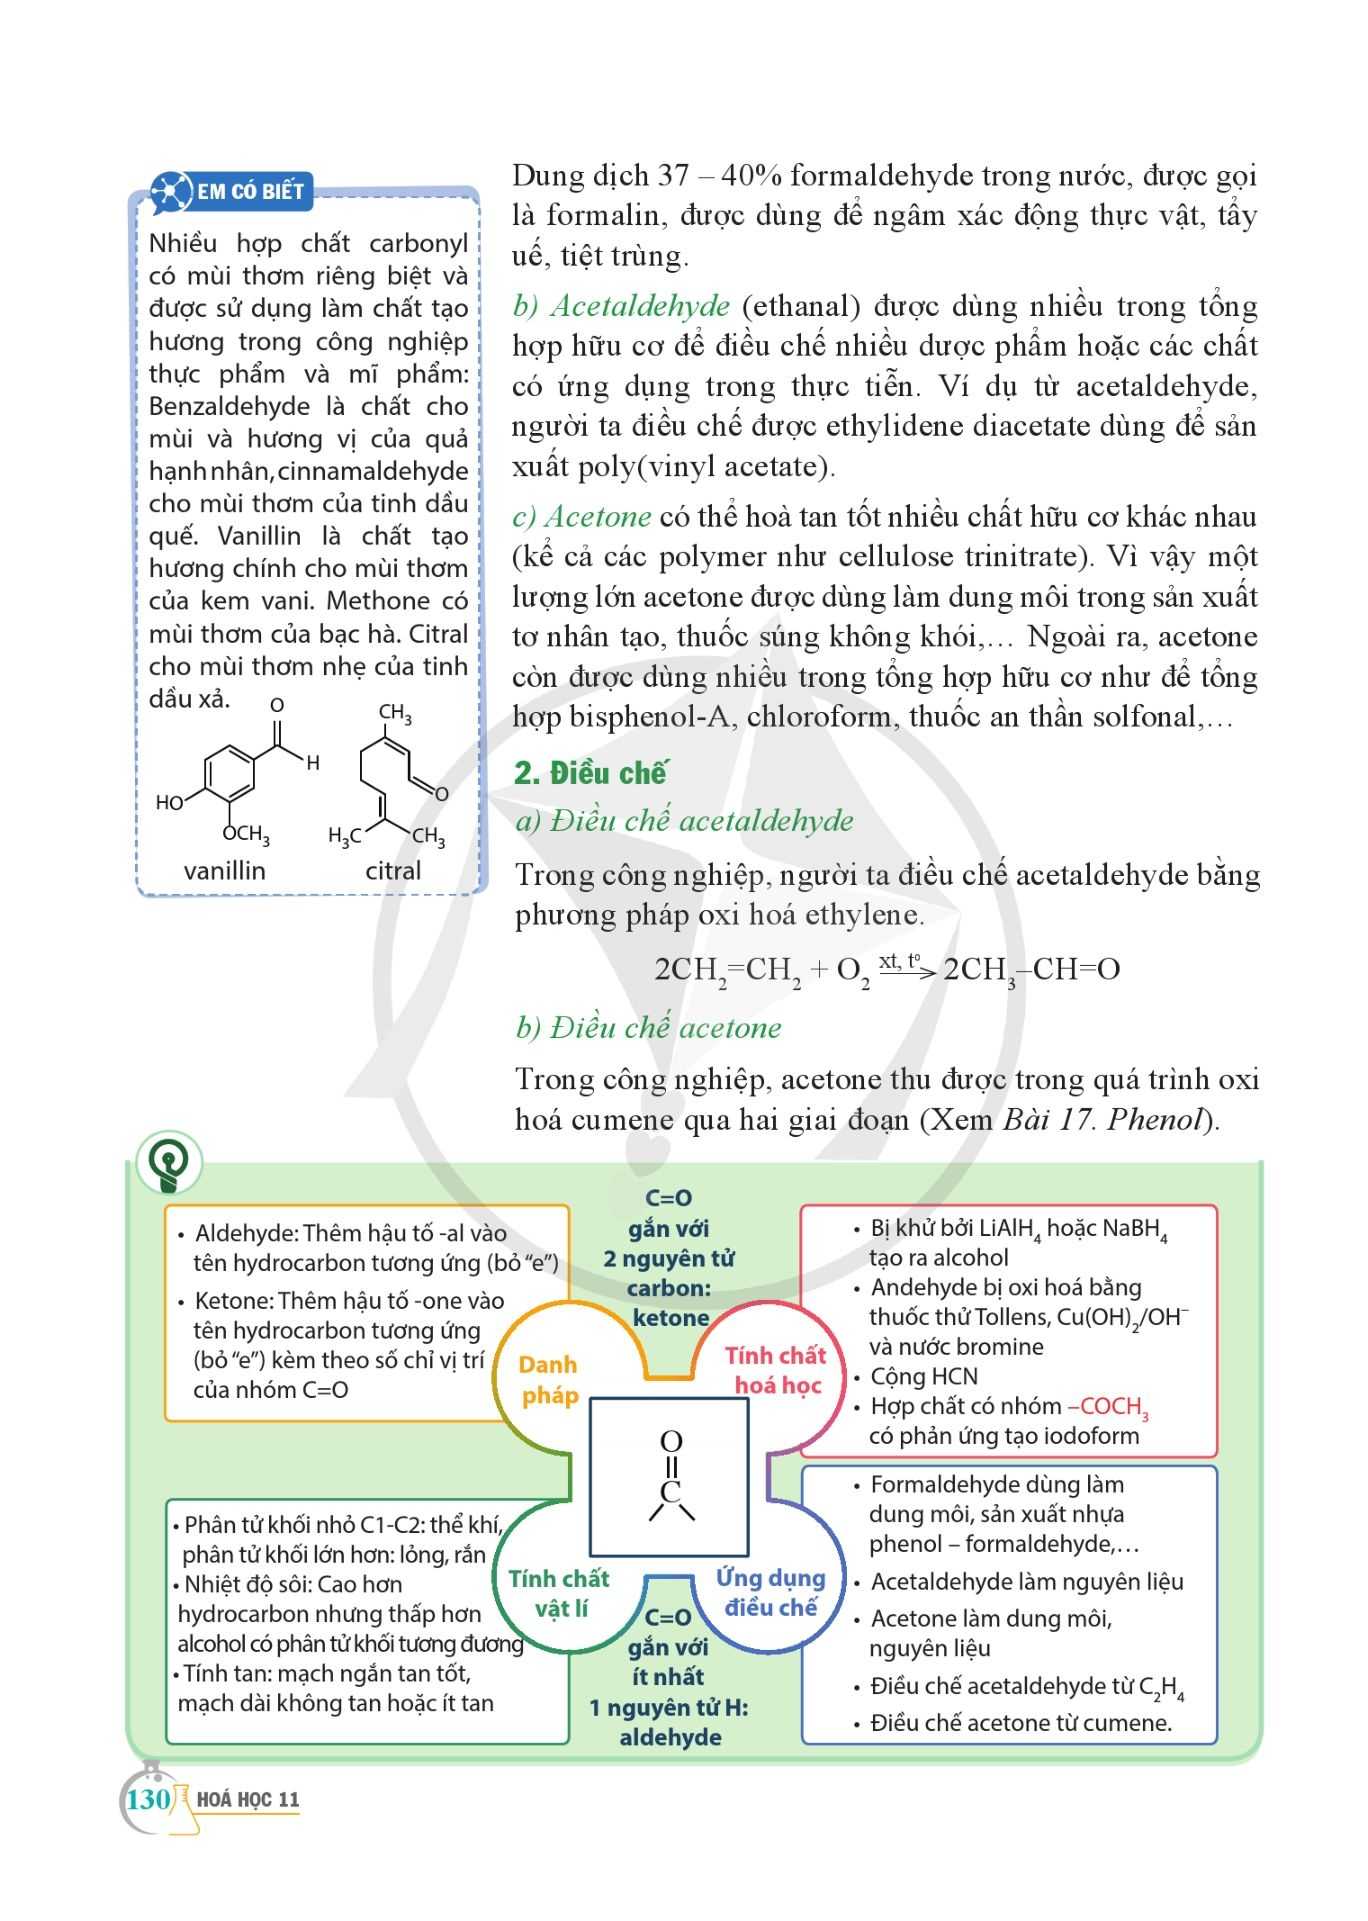 EM CÓ BIẾT
Nhiều hợp chất carbonyl
có mùi thơm riêng biệt và
được sử dụng làm chất tạo
hương trong công nghiệp
thực phẩm và mĩ phẩm:
Benzaldehyde là chất cho
mùi và hương vị của quả
hạnh nhân, cinnamaldehyde
cho mùi thơm của tinh dầu
quế. Vanillin là chất tạo
hương chính cho mùi thơm
của kem vani. Methone có
mùi thơm của bạc hà. Citral
cho mùi thơm nhẹ của tinh
dầu xả.
O
H
HO
OCH₃
vanillin
CH₃
O
H₃C
CH₃
citral
Dung dịch 37 – 40% formaldehyde trong nước, được gọi
là formalin, được dùng để ngâm xác động thực vật, tẩy
uế, tiệt trùng.
b) Acetaldehyde (ethanal) được dùng nhiều trong tổng
hợp hữu cơ để điều chế nhiều dược phẩm hoặc các chất
có ứng dụng trong thực tiễn. Ví dụ từ acetaldehyde,
người ta điều chế được ethylidene diacetate dùng để sản
xuất poly(vinyl acetate).
c) Acetone có thể hoà tan tốt nhiều chất hữu cơ khác nhau
(kể cả các polymer như cellulose trinitrate). Vì vậy một
lượng lớn acetone được dùng làm dung môi trong sản xuất
tơ nhân tạo, thuốc súng không khói,… Ngoài ra, acetone
còn được dùng nhiều trong tổng hợp hữu cơ như để tổng
hợp bisphenol-A, chloroform, thuốc an thần solfonal,…
2. Điều chế
a) Điều chế acetaldehyde
Trong công nghiệp, người ta điều chế acetaldehyde bằng
phương pháp oxi hoá ethylene.
2CH₂=CH₂ + O₂ xt, t° → 2CH₃–CH=O
b) Điều chế acetone
Trong công nghiệp, acetone thu được trong quá trình oxi
hoá cumene qua hai giai đoạn (Xem Bài 17. Phenol).
• Aldehyde: Thêm hậu tố -al vào
tên hydrocarbon tương ứng (bỏ “e”)
• Ketone: Thêm hậu tố -one vào
tên hydrocarbon tương ứng
(bỏ “e”) kèm theo số chỉ vị trí
của nhóm C=O
Danh
pháp
C=O
gắn với
2 nguyên tử
carbon:
ketone
Tính chất
hoá học
• Bị khử bởi LiAlH₄ hoặc NaBH₄
tạo ra alcohol
• Andehyde bị oxi hoá bằng
thuốc thử Tollens, Cu(OH)₂/OH⁻
và nước bromine
• Cộng HCN
• Hợp chất có nhóm –COCH₃
có phản ứng tạo iodoform
O
C
• Phân tử khối nhỏ C1-C2: thể khí,
phân tử khối lớn hơn: lỏng, rắn
• Nhiệt độ sôi: Cao hơn
hydrocarbon nhưng thấp hơn
alcohol có phân tử khối tương đương
• Tính tan: mạch ngắn tan tốt,
mạch dài không tan hoặc ít tan
Tính chất
vật lí
C=O
gắn với
ít nhất
1 nguyên tử H:
aldehyde
Ứng dụng
điều chế
• Formaldehyde dùng làm
dung môi, sản xuất nhựa
phenol – formaldehyde,…
• Acetaldehyde làm nguyên liệu
• Acetone làm dung môi,
nguyên liệu
• Điều chế acetaldehyde từ C₂H₄
• Điều chế acetone từ cumene.
130 HOÁ HỌC 11